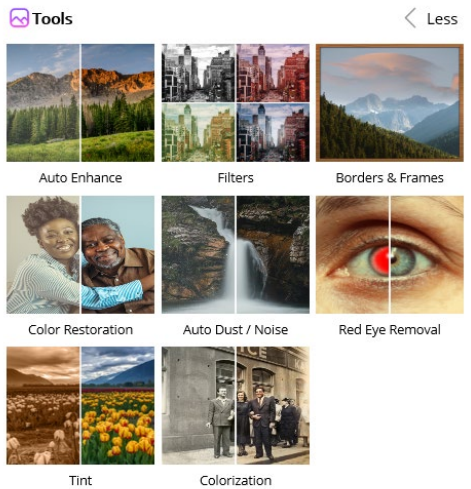 Tools
Less
Auto Enhance
Filters
Borders & Frames
Color Restoration
Auto Dust / Noise
Red Eye Removal
Tint
Colorization